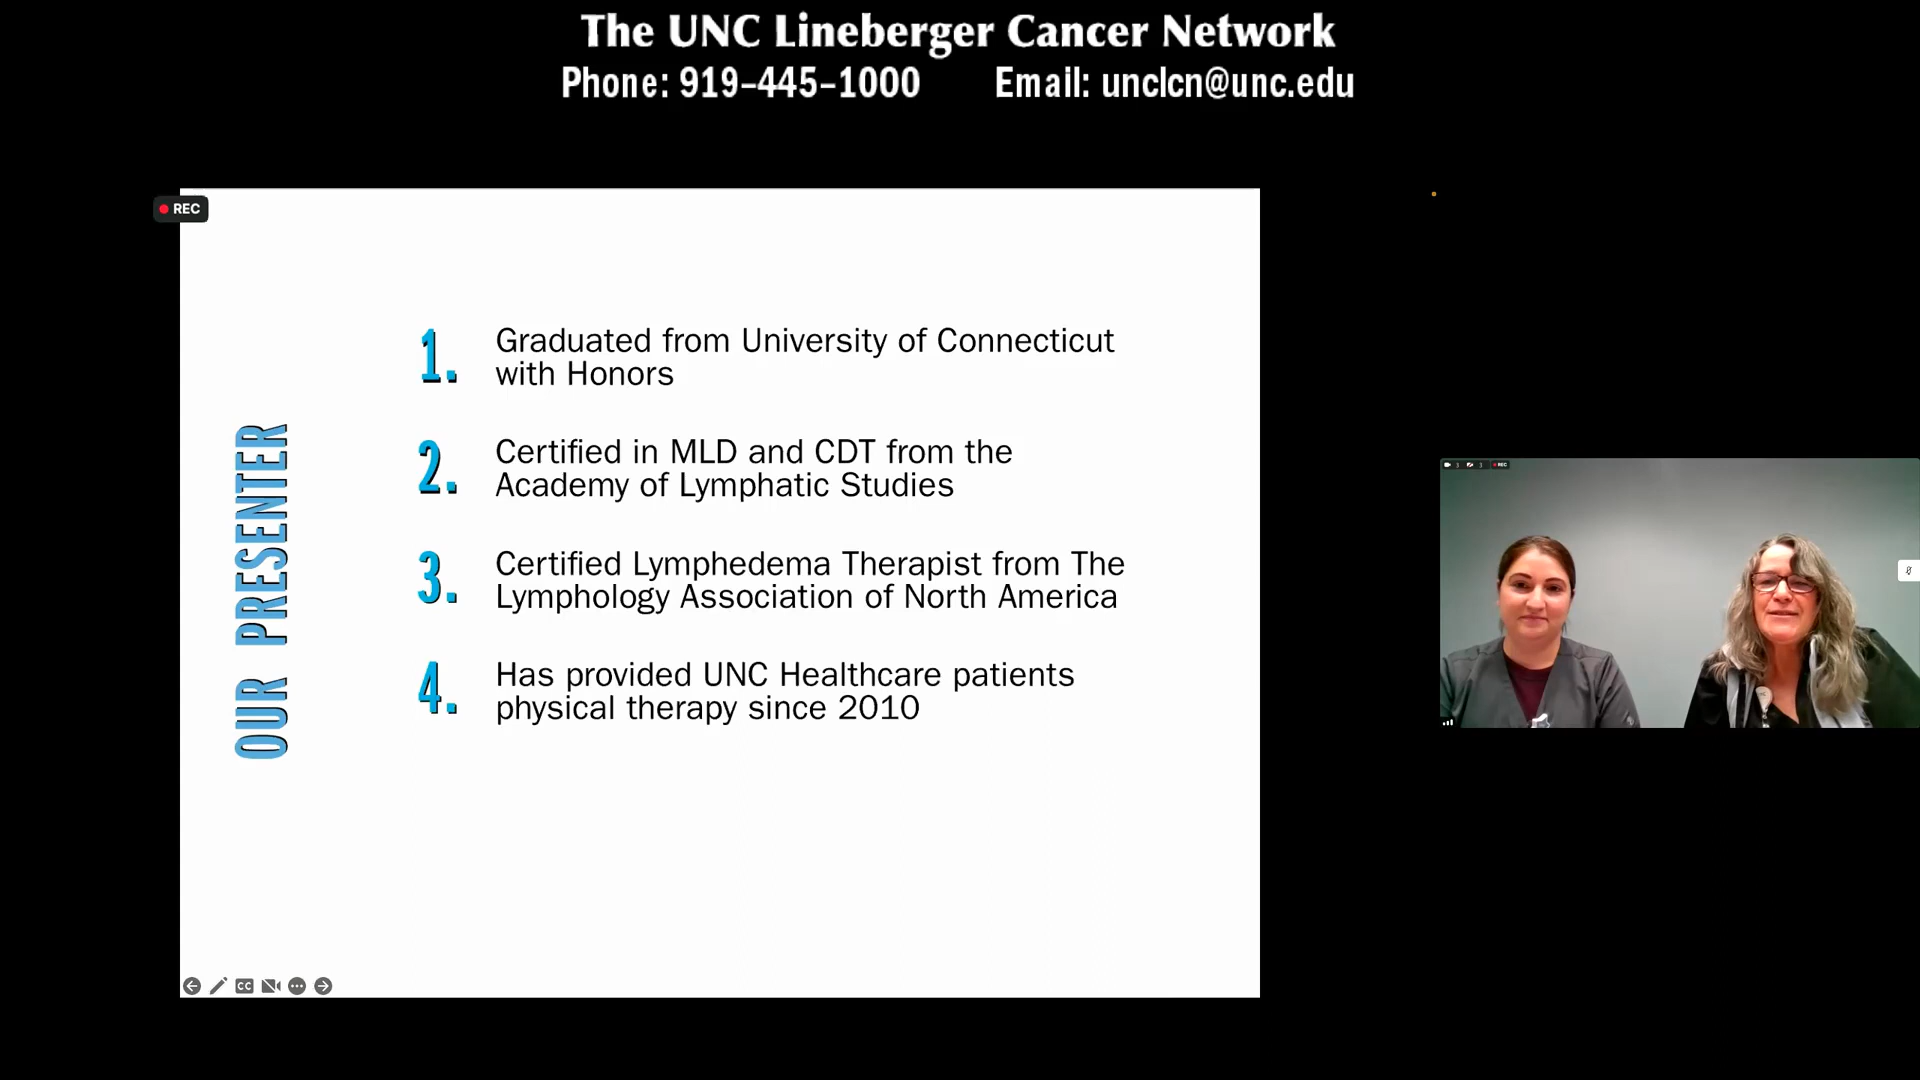 The UNC Lineberger Cancer Network
Phone: 919-445-1000 Email: unclcn@unc.edu
REC
OUR PRESENTER
1. Graduated from University of Connecticut
with Honors
2. Certified in MLD and CDT from the
Academy of Lymphatic Studies
3. Certified Lymphedema Therapist from The
Lymphology Association of North America
4. Has provided UNC Healthcare patients
physical therapy since 2010
CC
REC